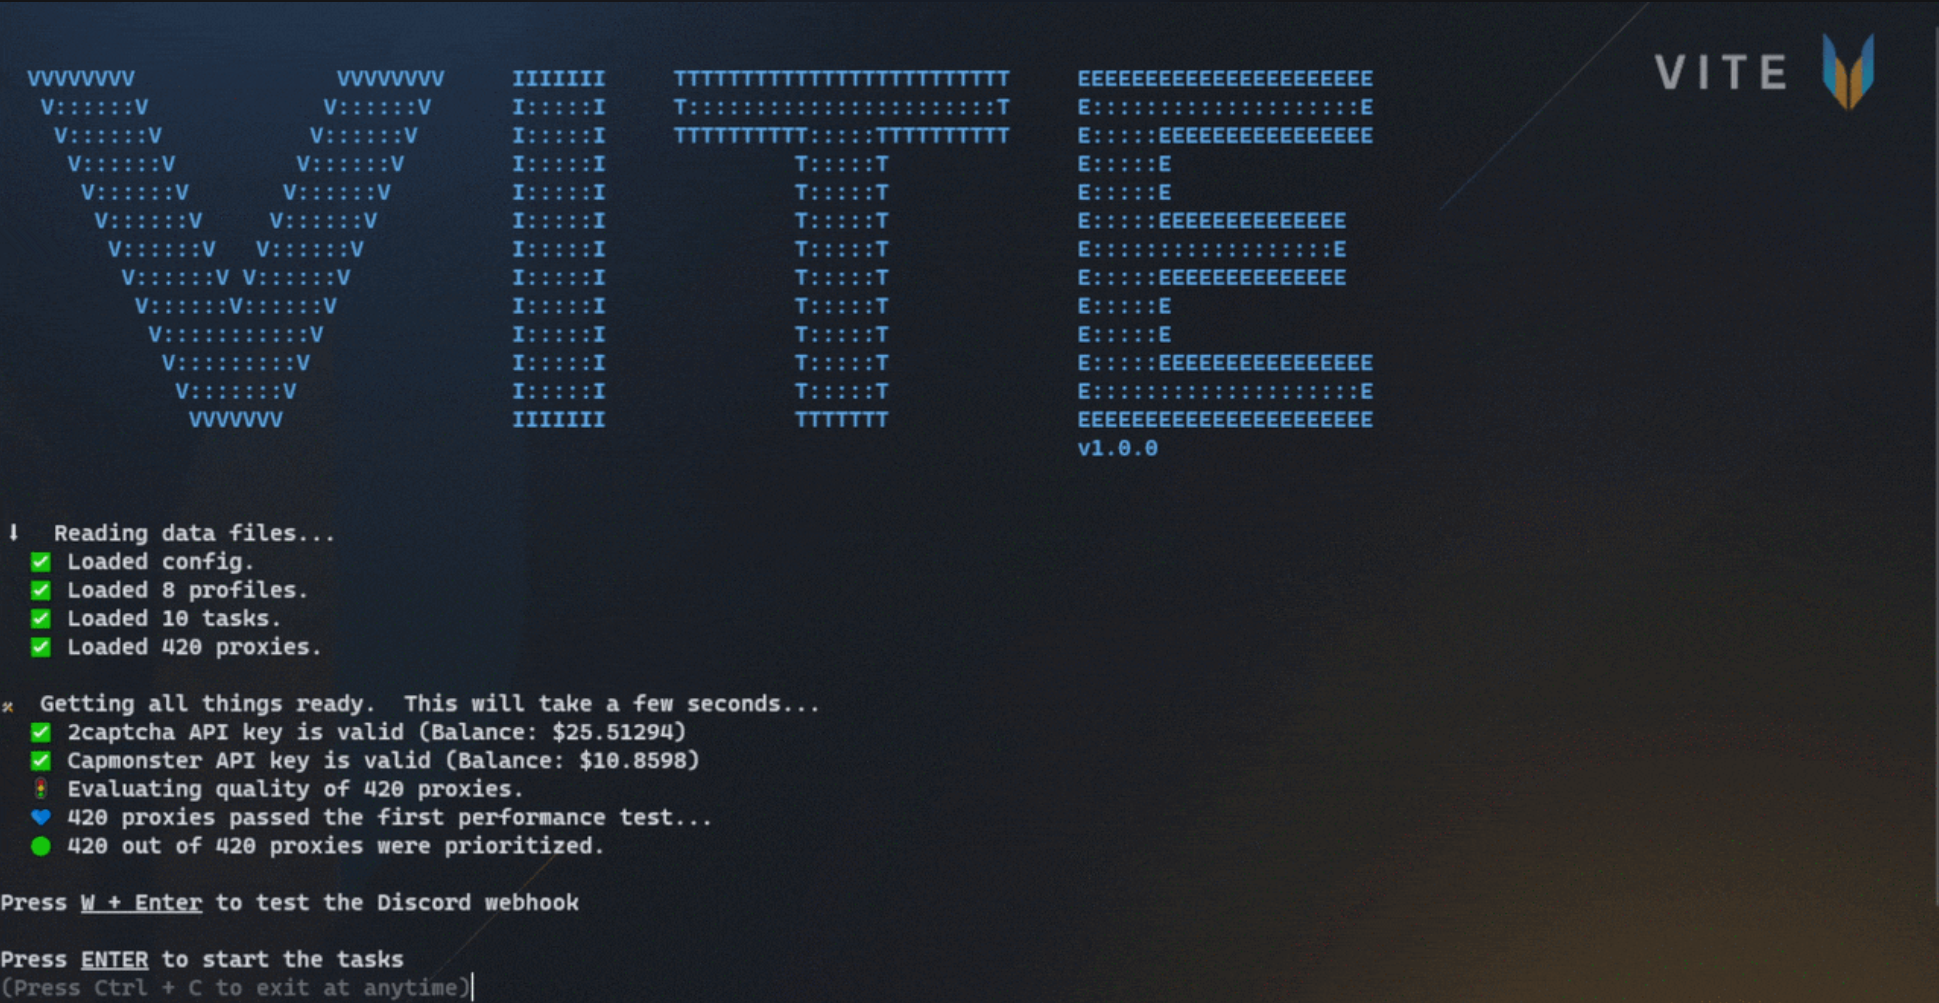 VITE
VVVVVVVV               VVVVVVVV     IIIIIII     TTTTTTTTTTTTTTTTTTTTTTTTT     EEEEEEEEEEEEEEEEEEEEEE
 V::::::V             V::::::V      I:::::I     T:::::::::::::::::::::::T     E::::::::::::::::::::E
  V::::::V           V::::::V       I:::::I     TTTTTTTTTT:::::TTTTTTTTTT     E:::::EEEEEEEEEEEEEEEE
   V::::::V         V::::::V        I:::::I              T:::::T              E:::::E
    V::::::V       V::::::V         I:::::I              T:::::T              E:::::E
     V::::::V     V::::::V          I:::::I              T:::::T              E:::::EEEEEEEEEEEEEE
      V::::::V   V::::::V           I:::::I              T:::::T              E::::::::::::::::::E
       V::::::V V::::::V            I:::::I              T:::::T              E:::::EEEEEEEEEEEEEE
        V::::::V::::::V             I:::::I              T:::::T              E:::::E
         V:::::::::::V              I:::::I              T:::::T              E:::::E
          V:::::::::V               I:::::I              T:::::T              E:::::EEEEEEEEEEEEEEEE
           V:::::::V                I:::::I              T:::::T              E::::::::::::::::::::E
            VVVVVVV                 IIIIIII              TTTTTTT              EEEEEEEEEEEEEEEEEEEEEE
v1.0.0
Reading data files...
Loaded config.
Loaded 8 profiles.
Loaded 10 tasks.
Loaded 420 proxies.
Getting all things ready.  This will take a few seconds...
2captcha API key is valid (Balance: $25.51294)
Capmonster API key is valid (Balance: $10.8598)
Evaluating quality of 420 proxies.
420 proxies passed the first performance test...
420 out of 420 proxies were prioritized.
Press W + Enter to test the Discord webhook
Press ENTER to start the tasks
(Press Ctrl + C to exit at anytime)